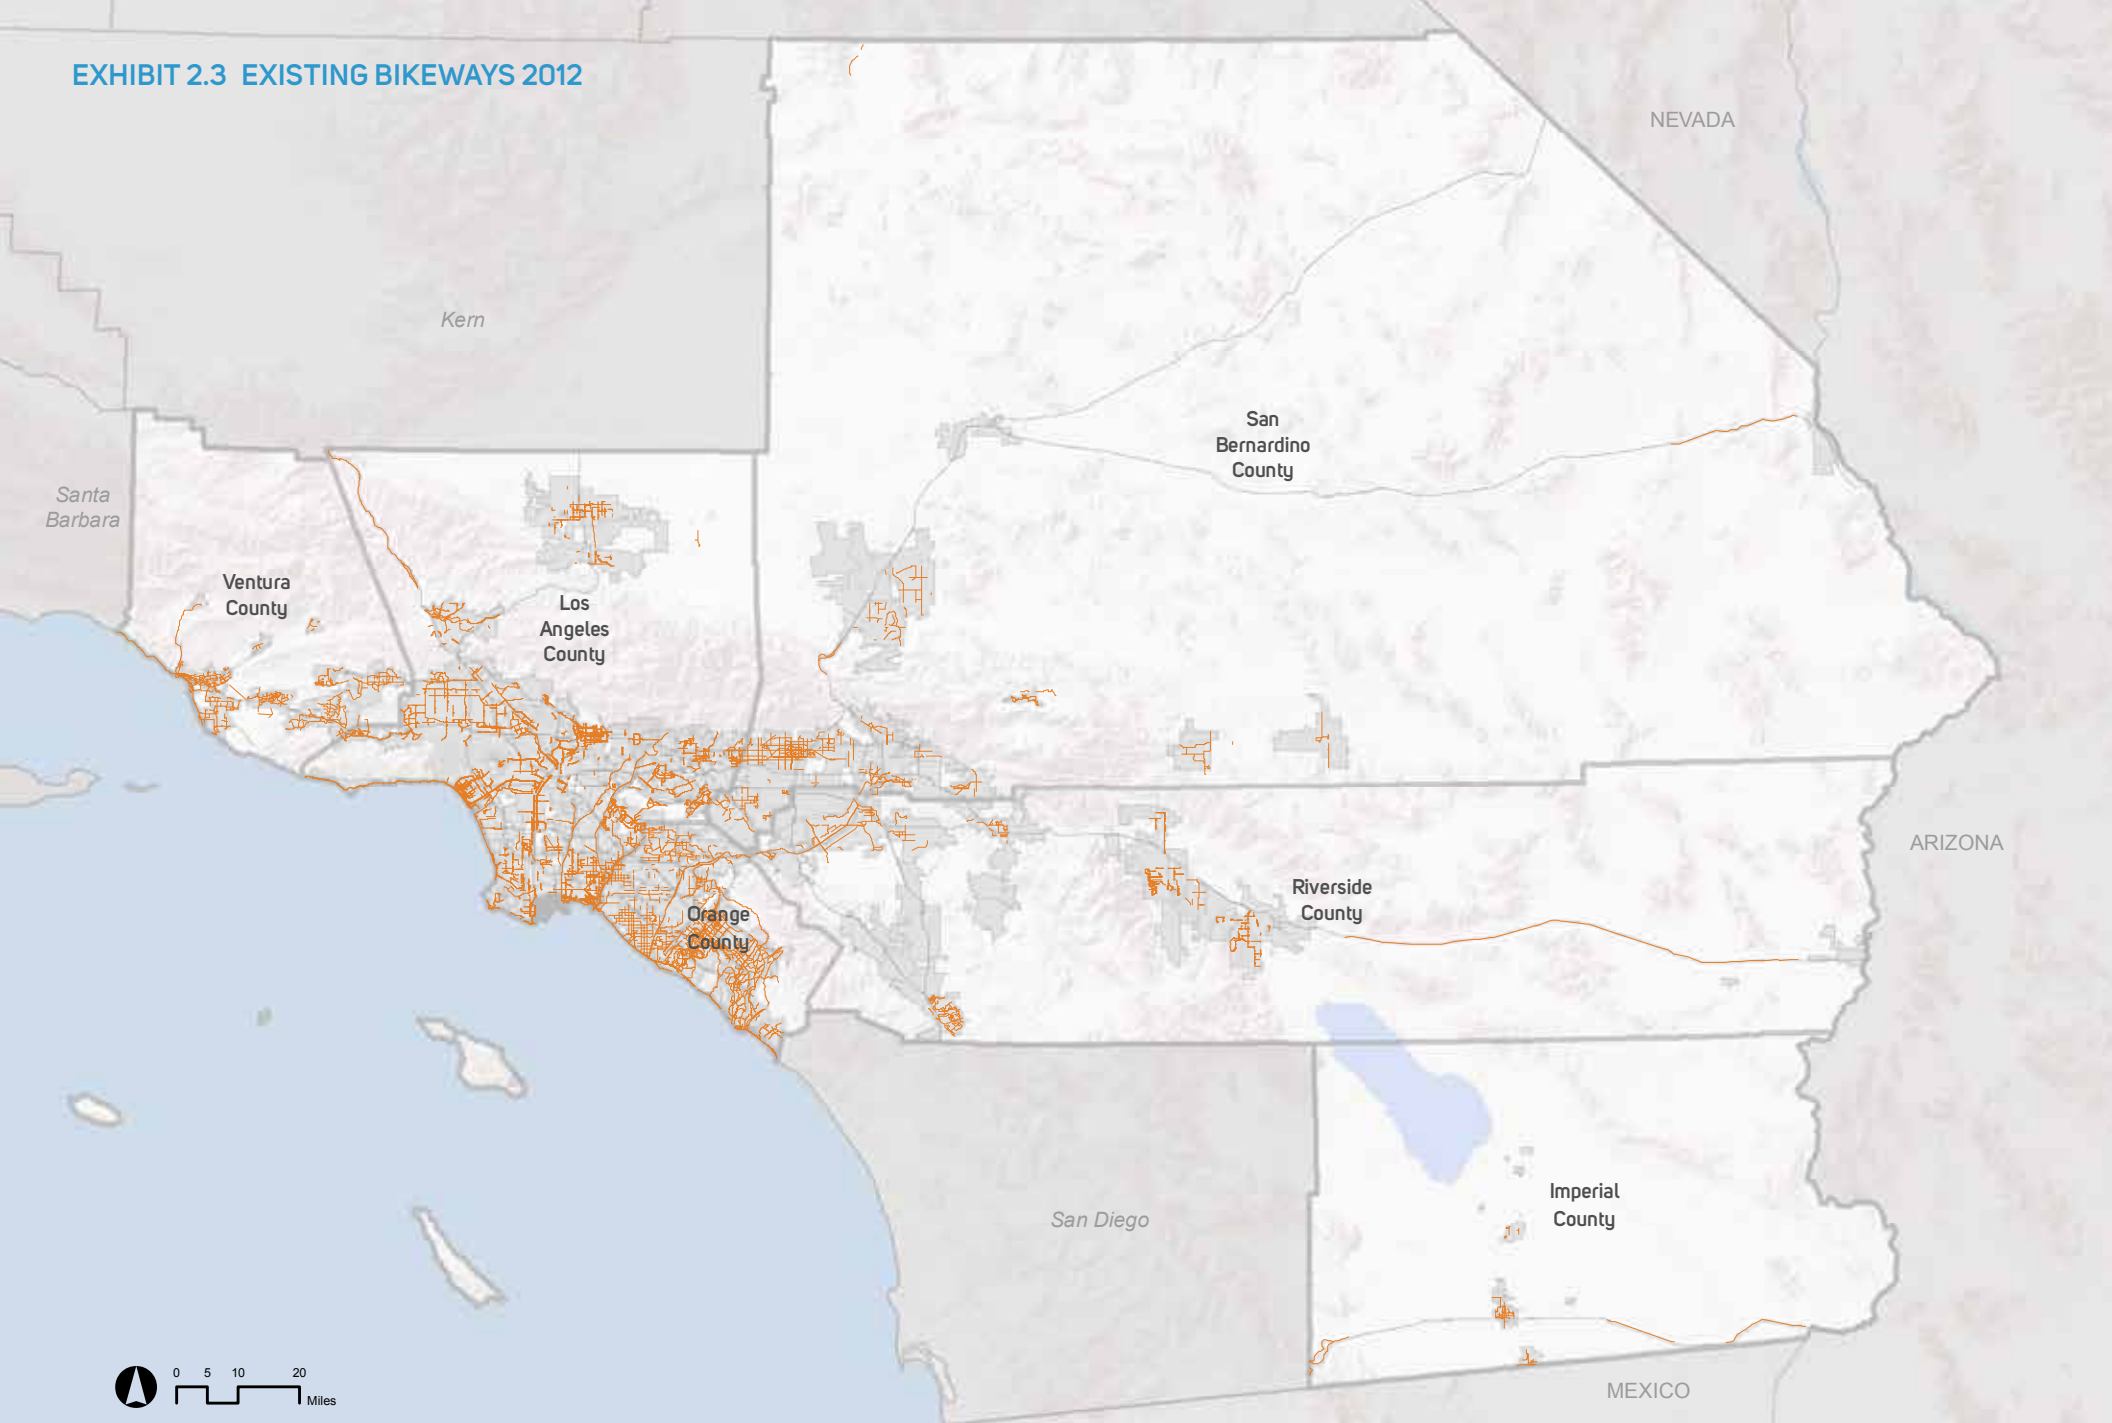 EXHIBIT 2.3 EXISTING BIKEWAYS 2012
NEVADA
Kern
San
Bernardino
County
Santa
Barbara
Ventura
County
Los
Angeles
County
ARIZONA
Riverside
County
Orange
County
Imperial
County
San Diego
MEXICO
0 5 10 20
Miles